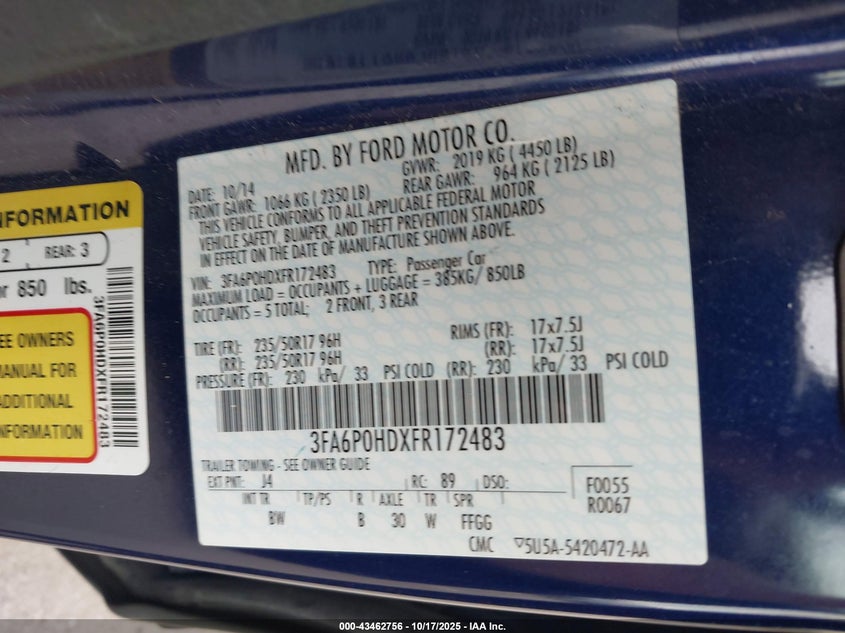 MFD. BY FORD MOTOR CO.
DATE: 10/14 GVWR: 2019 KG ( 4450 LB)
FRONT GAWR: 1066 KG ( 2350 LB) REAR GAWR: 964 KG ( 2125 LB)
THIS VEHICLE CONFORMS TO ALL APPLICABLE FEDERAL MOTOR
VEHICLE SAFETY, BUMPER, AND THEFT PREVENTION STANDARDS
IN EFFECT ON THE DATE OF MANUFACTURE SHOWN ABOVE.
VIN: 3FA6P0HDXFR172483 TYPE: Passenger Car
MAXIMUM LOAD = OCCUPANTS + LUGGAGE = 385KG/ 850LB
OCCUPANTS = 5 TOTAL; 2 FRONT, 3 REAR
TIRE (FR): 235/50R17 96H RIMS (FR): 17x7.5J
(RR): 235/50R17 96H (RR): 17x7.5J
PRESSURE (FR): 230 kPa/ 33 PSI COLD (RR): 230 kPa/ 33 PSI COLD
3FA6P0HDXFR172483
TRAILER TOWING - SEE OWNER GUIDE
EXT PNT: J4 RC: 89 DSO:
F0055
R0067
INT TR TP/PS R AXLE TR SPR
BW B 30 W FFGG
CMC 5U5A-5420472-AA
NFORMATION
2 REAR: 3
or 850 lbs.
EE OWNERS
MANUAL FOR
ADDITIONAL
NFORMATION
3FA6P0HDXFR172483
000-43462756 | 10/17/2025 - IAA Inc.